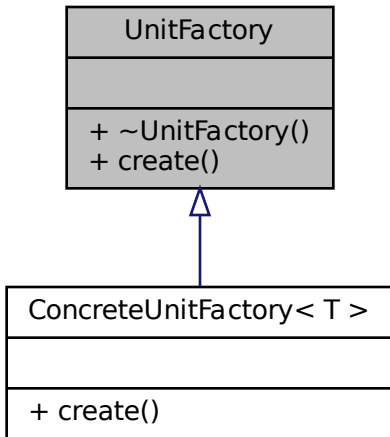 UnitFactory
+ ~UnitFactory()
+ create()
ConcreteUnitFactory< T >
+ create()